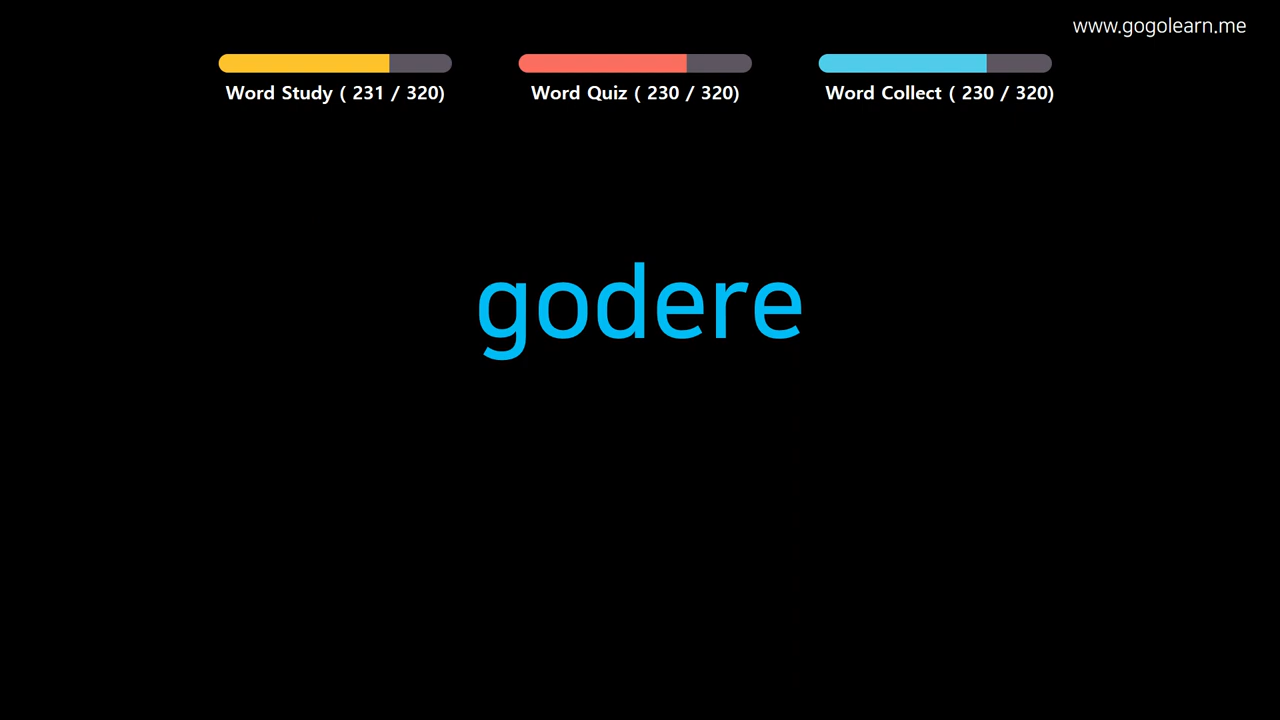 www.gogolearn.me
Word Study ( 231 / 320)
Word Quiz ( 230 / 320)
Word Collect ( 230 / 320)
godere